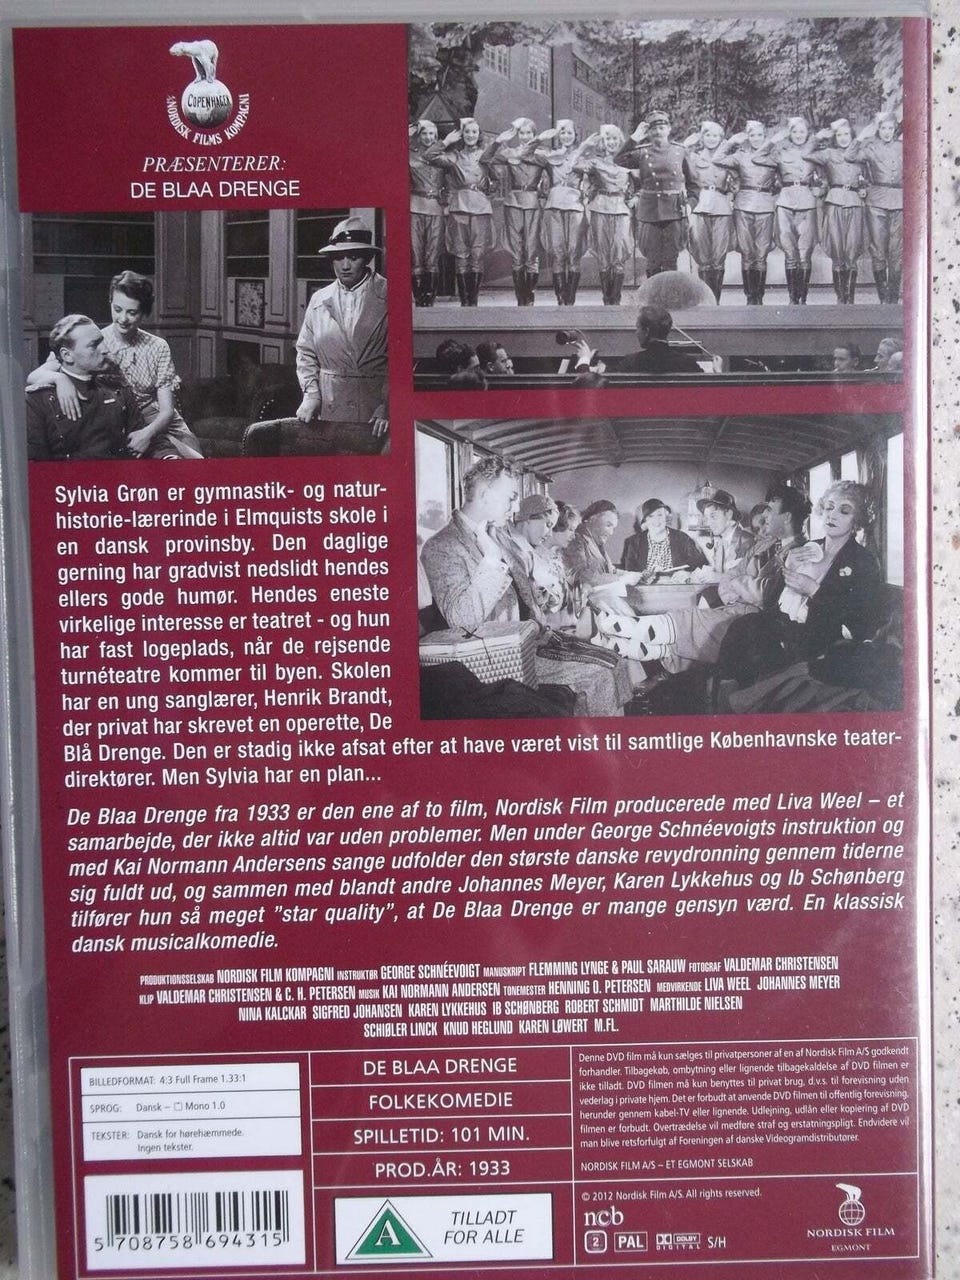 COPENHAGEN
NORDISK FILMS KOMPAGNI
PRÆSENTERER:
DE BLAA DRENGE
Sylvia Grøn er gymnastik- og natur-
historie-lærerinde i Elmquists skole i
en dansk provinsby. Den daglige
gerning har gradvist nedslidt hendes
ellers gode humør. Hendes eneste
virkelige interesse er teatret - og hun
har fast logeplads, når de rejsende
turnéteatre kommer til byen. Skolen
har en ung sanglærer, Henrik Brandt,
der privat har skrevet en operette, De
Blå Drenge. Den er stadig ikke afsat efter at have været vist til samtlige Københavnske teater-
direktører. Men Sylvia har en plan...
De Blaa Drenge fra 1933 er den ene af to film, Nordisk Film producerede med Liva Weel – et
samarbejde, der ikke altid var uden problemer. Men under George Schnéevoigts instruktion og
med Kai Normann Andersens sange udfolder den største danske revydronning gennem tiderne
sig fuldt ud, og sammen med blandt andre Johannes Meyer, Karen Lykkehus og Ib Schønberg
tilfører hun så meget ”star quality”, at De Blaa Drenge er mange gensyn værd. En klassisk
dansk musicalkomedie.
PRODUKTIONSSELSKAB NORDISK FILM KOMPAGNI INSTRUKTØR GEORGE SCHNÉEVOIGT MANUSKRIPT FLEMMING LYNGE & PAUL SARAUW FOTOGRAF VALDEMAR CHRISTENSEN
KLIP VALDEMAR CHRISTENSEN & C. H. PETERSEN MUSIK KAI NORMANN ANDERSEN TONEMESTER HENNING O. PETERSEN MEDVIRKENDE LIVA WEEL JOHANNES MEYER
NINA KALCKAR SIGFRED JOHANSEN KAREN LYKKEHUS IB SCHØNBERG ROBERT SCHMIDT MARTHILDE NIELSEN
SCHIØLER LINCK KNUD HEGLUND KAREN LØWERT M.FL.
BILLEDFORMAT: 4:3 Full Frame 1.33:1
SPROG: Dansk – Mono 1.0
TEKSTER: Dansk for hørehæmmede.
Ingen tekster.
5 708758 694315
DE BLAA DRENGE
FOLKEKOMEDIE
SPILLETID: 101 MIN.
PROD.ÅR: 1933
A
TILLADT
FOR ALLE
Denne DVD film må kun sælges til privatpersoner af en af Nordisk Film A/S godkendt
forhandler. Tilbagekøb, ombytning eller lignende tilbagekaldelse af DVD filmen er
ikke tilladt. DVD filmen må kun benyttes til privat brug, d.v.s. til forevisning uden
vederlag i private hjem. Det er forbudt at anvende DVD filmen til offentlig forevisning,
herunder gennem kabel-TV eller lignende. Udlejning, udlån eller kopiering af DVD
filmen er forbudt. Overtrædelse vil medføre straf og erstatningspligt. Endvidere vil
man blive retsforfulgt af Foreningen af danske Videogramdistributører.
NORDISK FILM A/S – ET EGMONT SELSKAB
© 2012 Nordisk Film A/S. All rights reserved.
ncb
2 PAL DOLBY DIGITAL S/H
NORDISK FILM
EGMONT